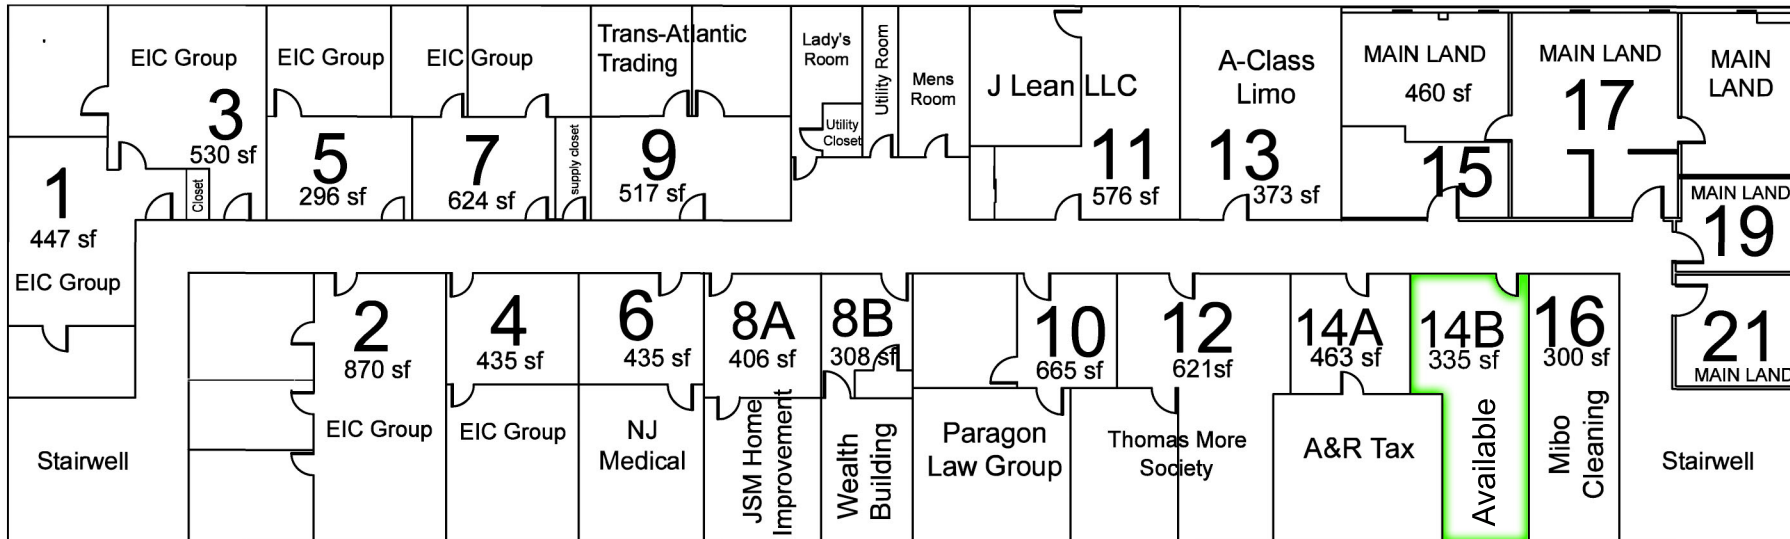 EIC Group
3
530 sf
Closet
1
447 sf
EIC Group
EIC Group
5
296 sf
EIC Group
7
624 sf
supply closet
Trans-Atlantic
Trading
9
517 sf
Lady's
Room
Utility
Closet
Utility Room
Mens
Room
J Lean LLC
11
576 sf
A-Class
Limo
13
373 sf
MAIN LAND
460 sf
15
MAIN LAND
17
MAIN
LAND
MAIN LAND
19
21
MAIN LAND
Stairwell
2
870 sf
EIC Group
4
435 sf
EIC Group
6
435 sf
NJ
Medical
8A
406 sf
JSM Home
Improvement
8B
308 sf
Wealth
Building
10
665 sf
Paragon
Law Group
12
621sf
Thomas More
Society
14A
463 sf
A&R Tax
14B
335 sf
Available
16
300 sf
Mibo
Cleaning
Stairwell